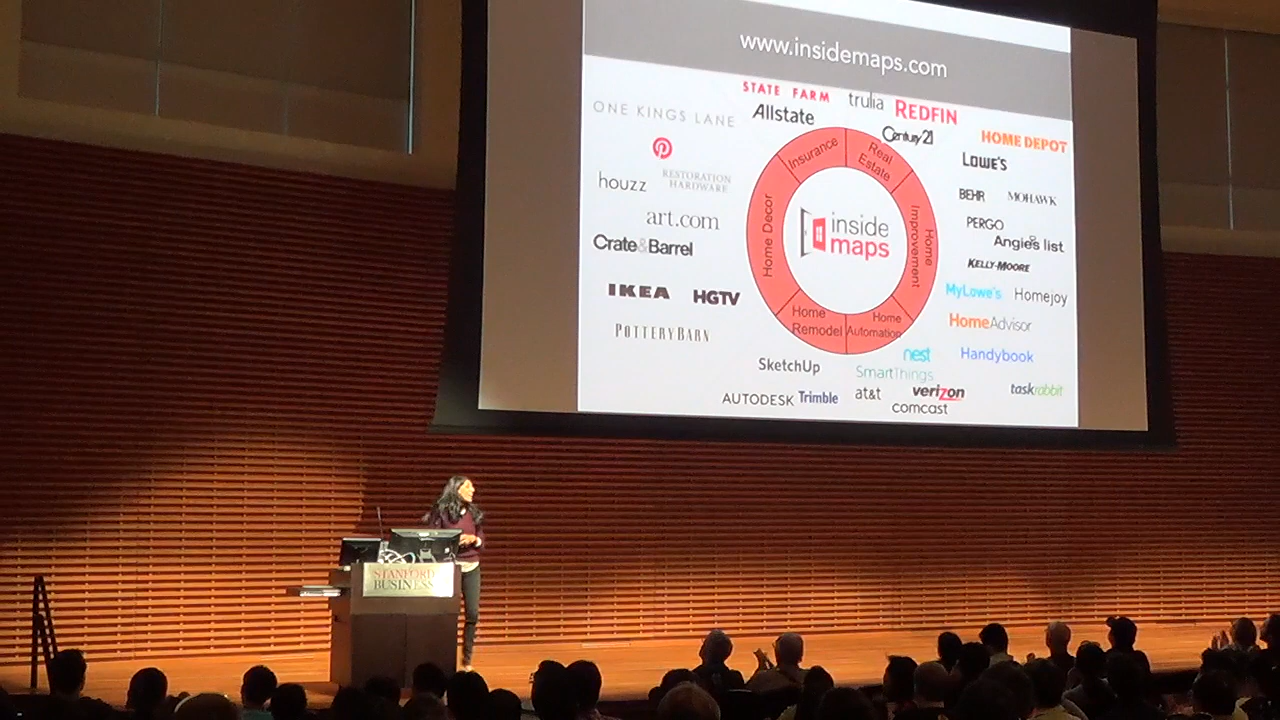 www.insidemaps.com
STATE FARM
trulia
REDFIN
ONE KINGS LANE
Allstate
Century 21
HOME DEPOT
LOWE'S
RESTORATION
HARDWARE
houzz
BEHR
MOHAWK
art.com
PERGO
Angie's list
Crate&Barrel
KELLY-MOORE
IKEA
HGTV
MyLowe's
Homejoy
HomeAdvisor
POTTERYBARN
Handybook
nest
SketchUp
SmartThings
taskrabbit
AUTODESK
Trimble
at&t
verizon
comcast
Insurance
Real
Estate
Home
Improvement
Home
Automation
Home
Remodel
Home Decor
inside
maps
STANFORD
BUSINESS